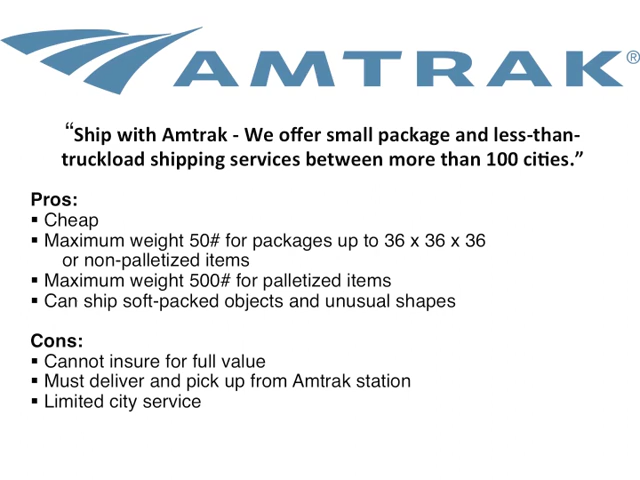 AMTRAK®
“Ship with Amtrak - We offer small package and less-than-
truckload shipping services between more than 100 cities.”
Pros:
▪ Cheap
▪ Maximum weight 50# for packages up to 36 x 36 x 36
or non-palletized items
▪ Maximum weight 500# for palletized items
▪ Can ship soft-packed objects and unusual shapes
Cons:
▪ Cannot insure for full value
▪ Must deliver and pick up from Amtrak station
▪ Limited city service